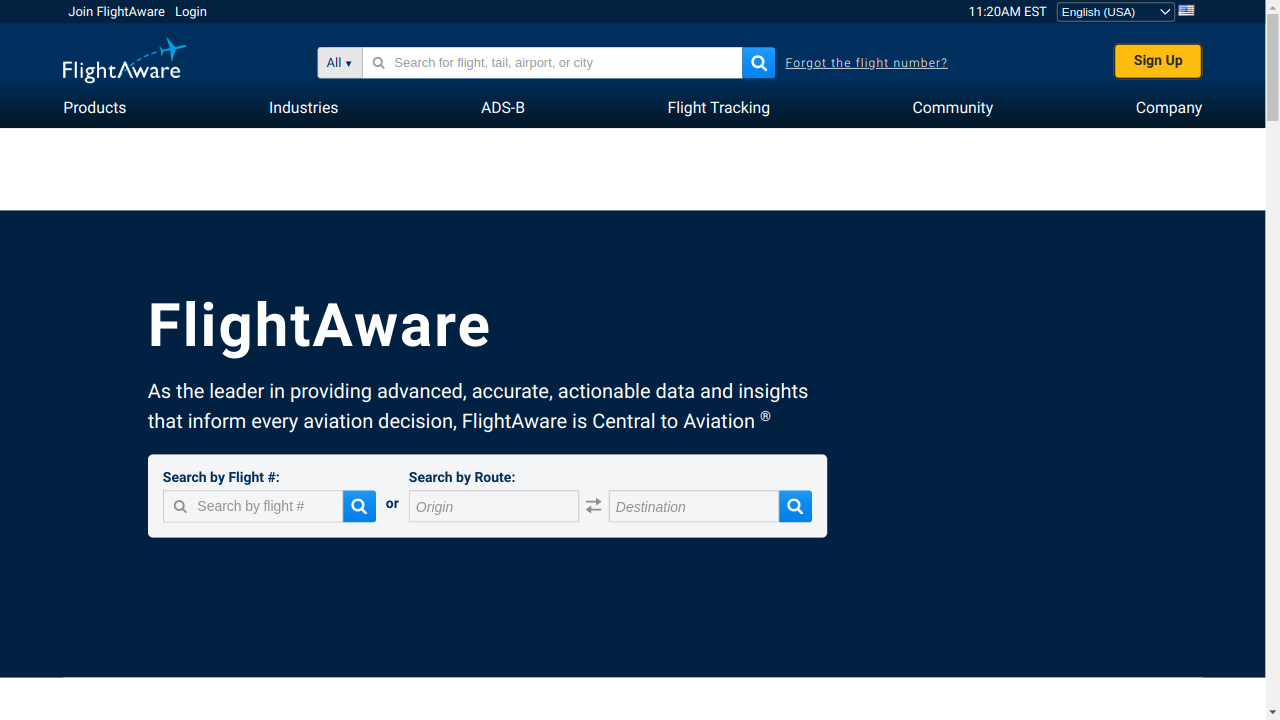 Join FlightAware Login 11:20AM EST English (USA)
FlightAware All ▾ Search for flight, tail, airport, or city Forgot the flight number? Sign Up
Products Industries ADS-B Flight Tracking Community Company
FlightAware
As the leader in providing advanced, accurate, actionable data and insights
that inform every aviation decision, FlightAware is Central to Aviation ®
Search by Flight #: Search by Route:
Search by flight # or Origin Destination